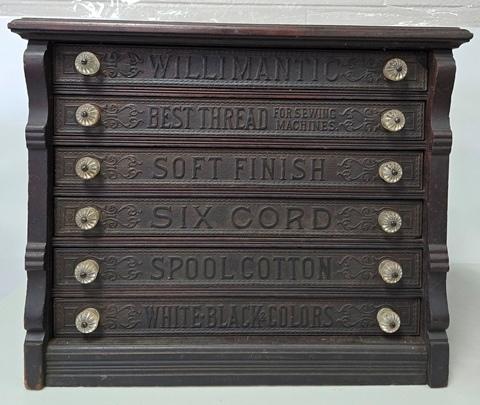 WILLIMANTIC
BEST THREAD FOR SEWING
MACHINES.
SOFT FINISH
SIX CORD
SPOOL COTTON
WHITE·BLACK&COLORS